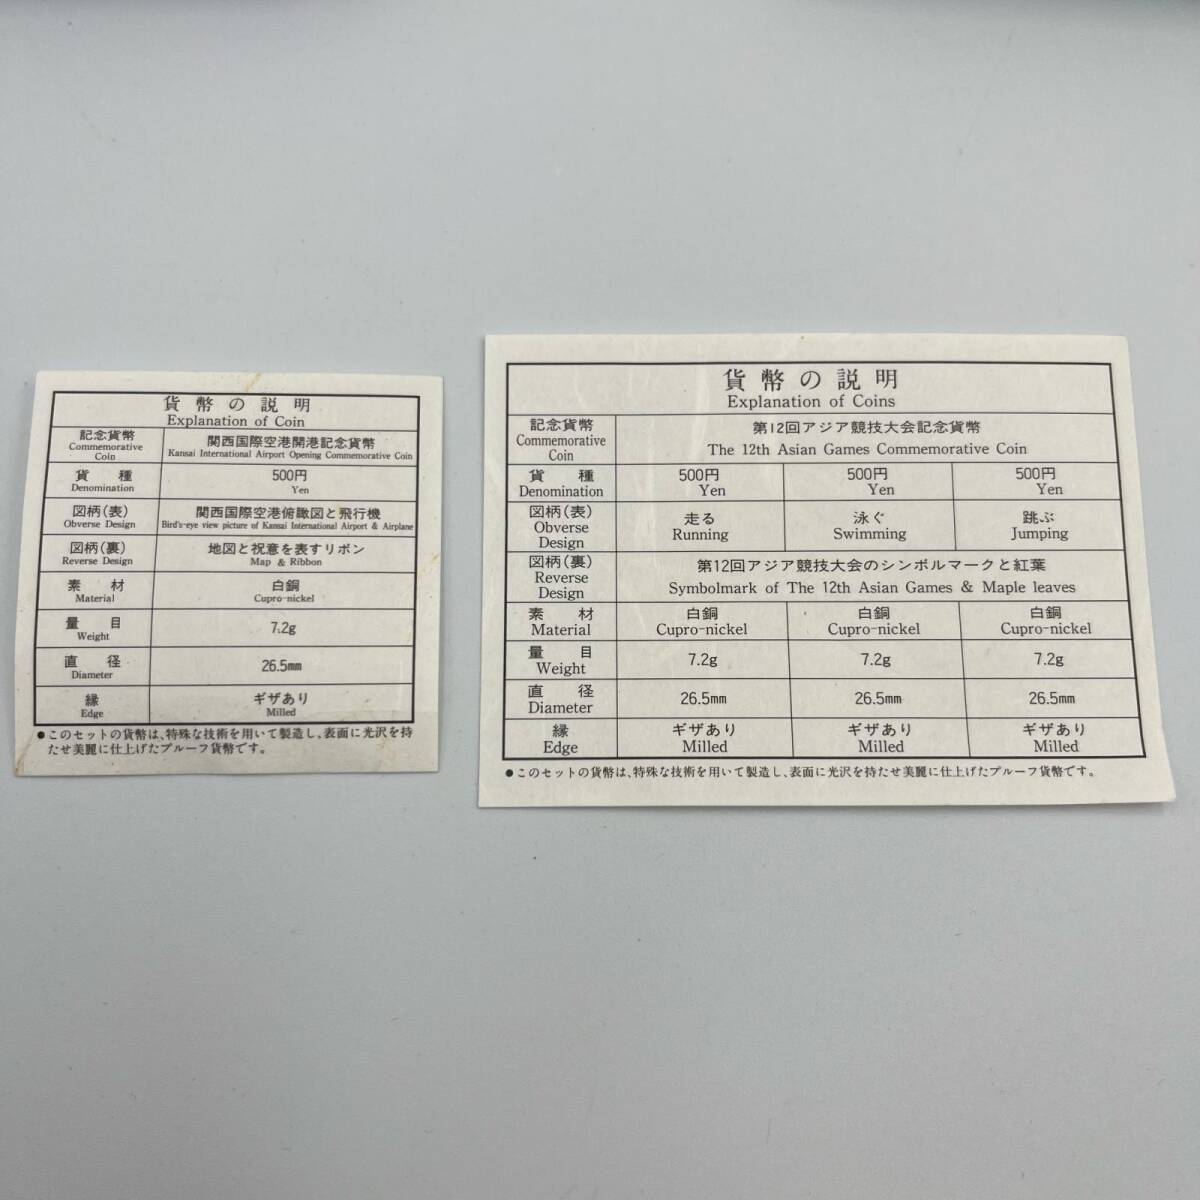 貨幣の説明
Explanation of Coin
記念貨幣
Commemorative
Coin
関西国際空港開港記念貨幣
Kansai International Airport Opening Commemorative Coin
貨種
Denomination
500円
Yen
図柄(表)
Obverse Design
関西国際空港俯瞰図と飛行機
Bird's-eye view picture of Kansai International Airport & Airplane
図柄(裏)
Reverse Design
地図と祝意を表すリボン
Map & Ribbon
素材
Material
白銅
Cupro-nickel
量目
Weight
7.2g
直径
Diameter
26.5mm
縁
Edge
ギザあり
Milled
●このセットの貨幣は、特殊な技術を用いて製造し、表面に光沢を持
たせ美麗に仕上げたプルーフ貨幣です。
貨幣の説明
Explanation of Coins
記念貨幣
Commemorative
Coin
第12回アジア競技大会記念貨幣
The 12th Asian Games Commemorative Coin
貨種
Denomination
500円 500円 500円
Yen Yen Yen
図柄(表)
Obverse
Design
走る 泳ぐ 跳ぶ
Running Swimming Jumping
図柄(裏)
Reverse
Design
第12回アジア競技大会のシンボルマークと紅葉
Symbolmark of The 12th Asian Games & Maple leaves
素材
Material
白銅 白銅 白銅
Cupro-nickel Cupro-nickel Cupro-nickel
量目
Weight
7.2g 7.2g 7.2g
直径
Diameter
26.5mm 26.5mm 26.5mm
縁
Edge
ギザあり ギザあり ギザあり
Milled Milled Milled
●このセットの貨幣は、特殊な技術を用いて製造し、表面に光沢を持たせ美麗に仕上げたプルーフ貨幣です。